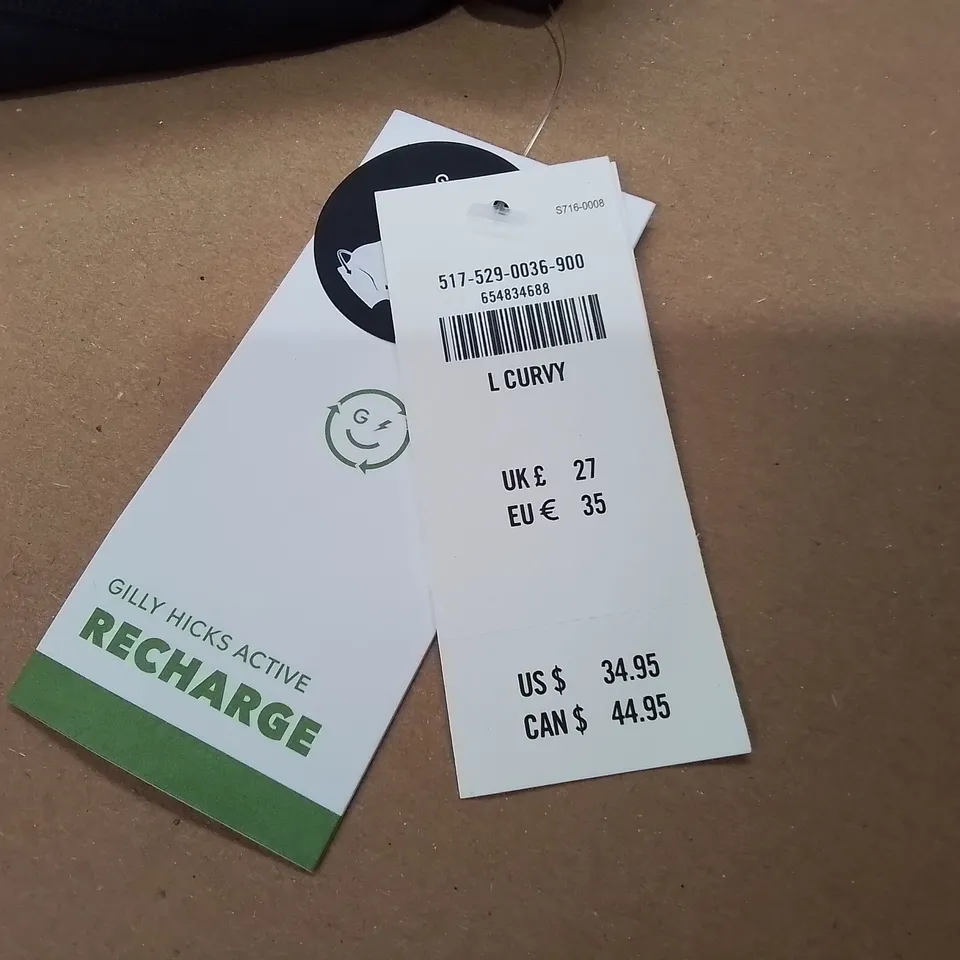 S716-0008
517-529-0036-900
654834688
L CURVY
UK £ 27
EU € 35
US $ 34.95
CAN $ 44.95
G
G
GILLY HICKS ACTIVE
RECHARGE